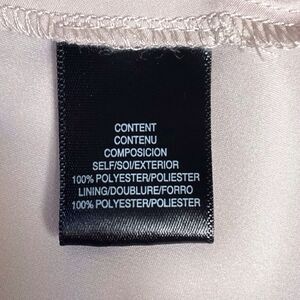 CONTENT
CONTENU
COMPOSICION
SELF/SOI/EXTERIOR
100% POLYESTER/POLIESTER
LINING/DOUBLURE/FORRO
100% POLYESTER/POLIESTER